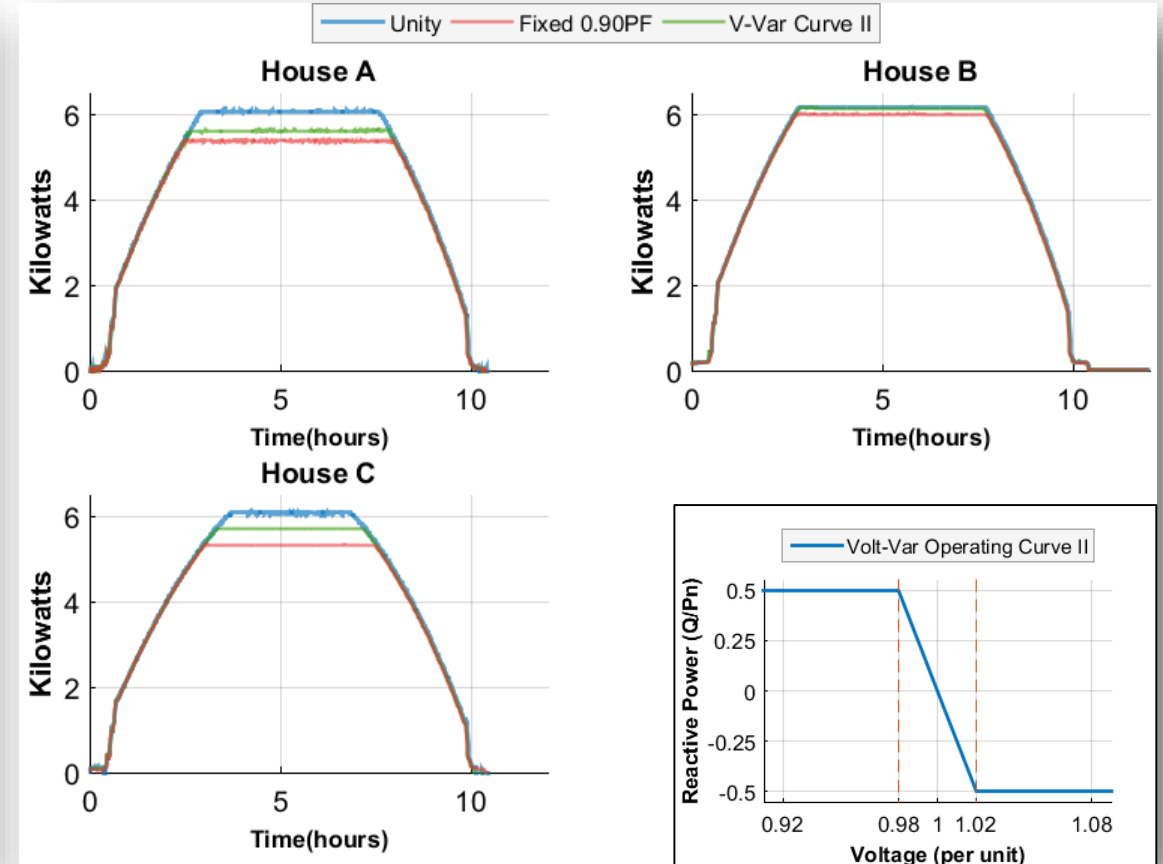 Unity Fixed 0.90PF V-Var Curve II
House A
6
4
2
0
0 5 10
Kilowatts
Time(hours)
House B
6
4
2
0
0 5 10
Kilowatts
Time(hours)
House C
6
4
2
0
0 5 10
Kilowatts
Time(hours)
Volt-Var Operating Curve II
0.5
0.25
0
-0.25
-0.5
0.92 0.98 1 1.02 1.08
Reactive Power (Q/Pn)
Voltage (per unit)